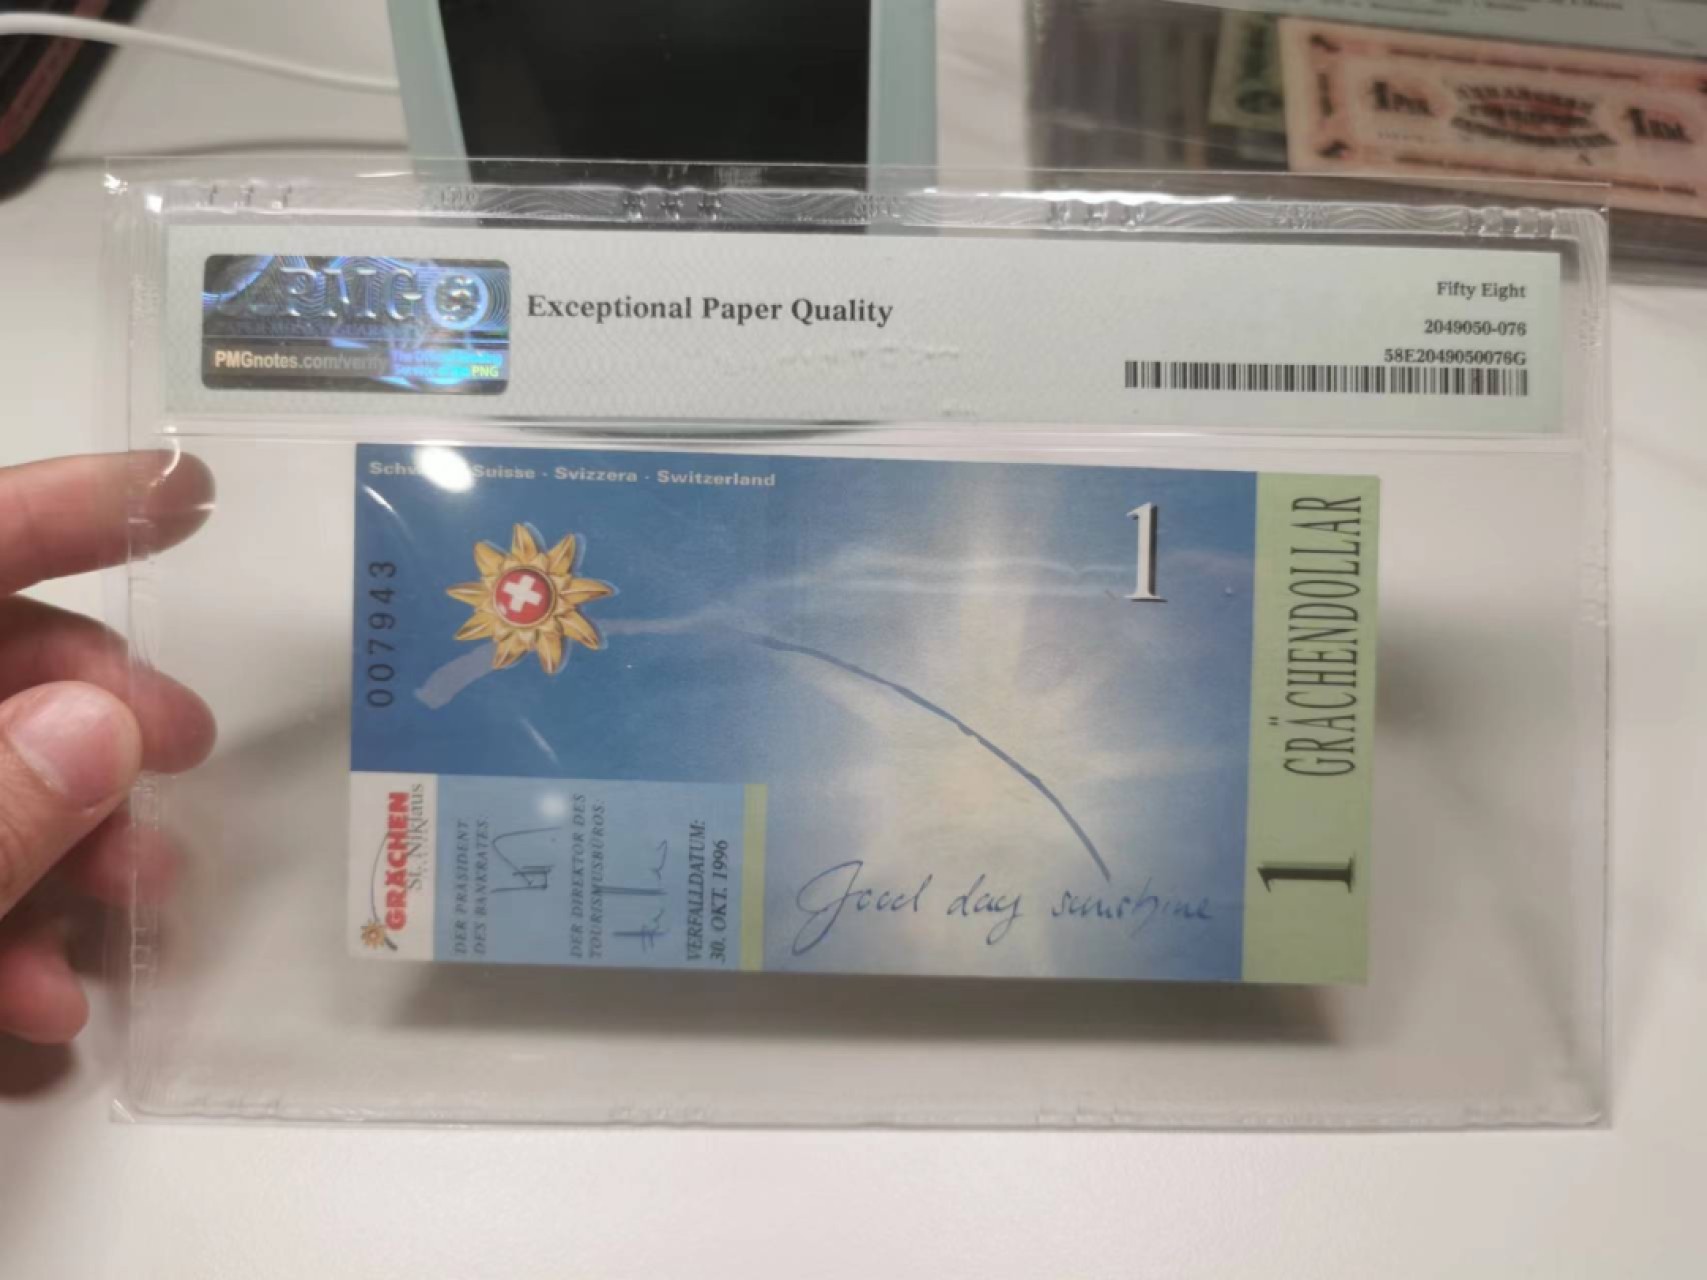 PMG
PMGnotes.com/verify
PNG
Exceptional Paper Quality
Fifty Eight
2049050-076
58E2049050076G
Suisse · Svizzera · Switzerland
007943
1
GRÄCHEN
St. Niklaus
DER PRÄSIDENT
DES BANKRATES:
DER DIREKTOR DES
TOURISMUSBÜROS:
VERFALLDATUM:
30. OKT. 1996
Good day sunshine
1 GRÄCHENDOLLAR